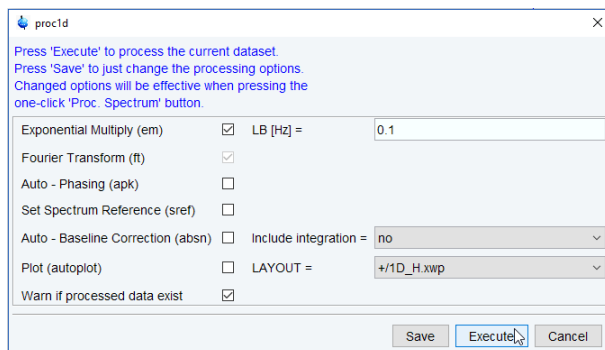 proc1d
Press 'Execute' to process the current dataset.
Press 'Save' to just change the processing options.
Changed options will be effective when pressing the
one-click 'Proc. Spectrum' button.
Exponential Multiply (em) LB [Hz] = 0.1
Fourier Transform (ft)
Auto - Phasing (apk)
Set Spectrum Reference (sref)
Auto - Baseline Correction (absn) Include integration = no
Plot (autoplot) LAYOUT = +/1D_H.xwp
Warn if processed data exist
Save Execute Cancel